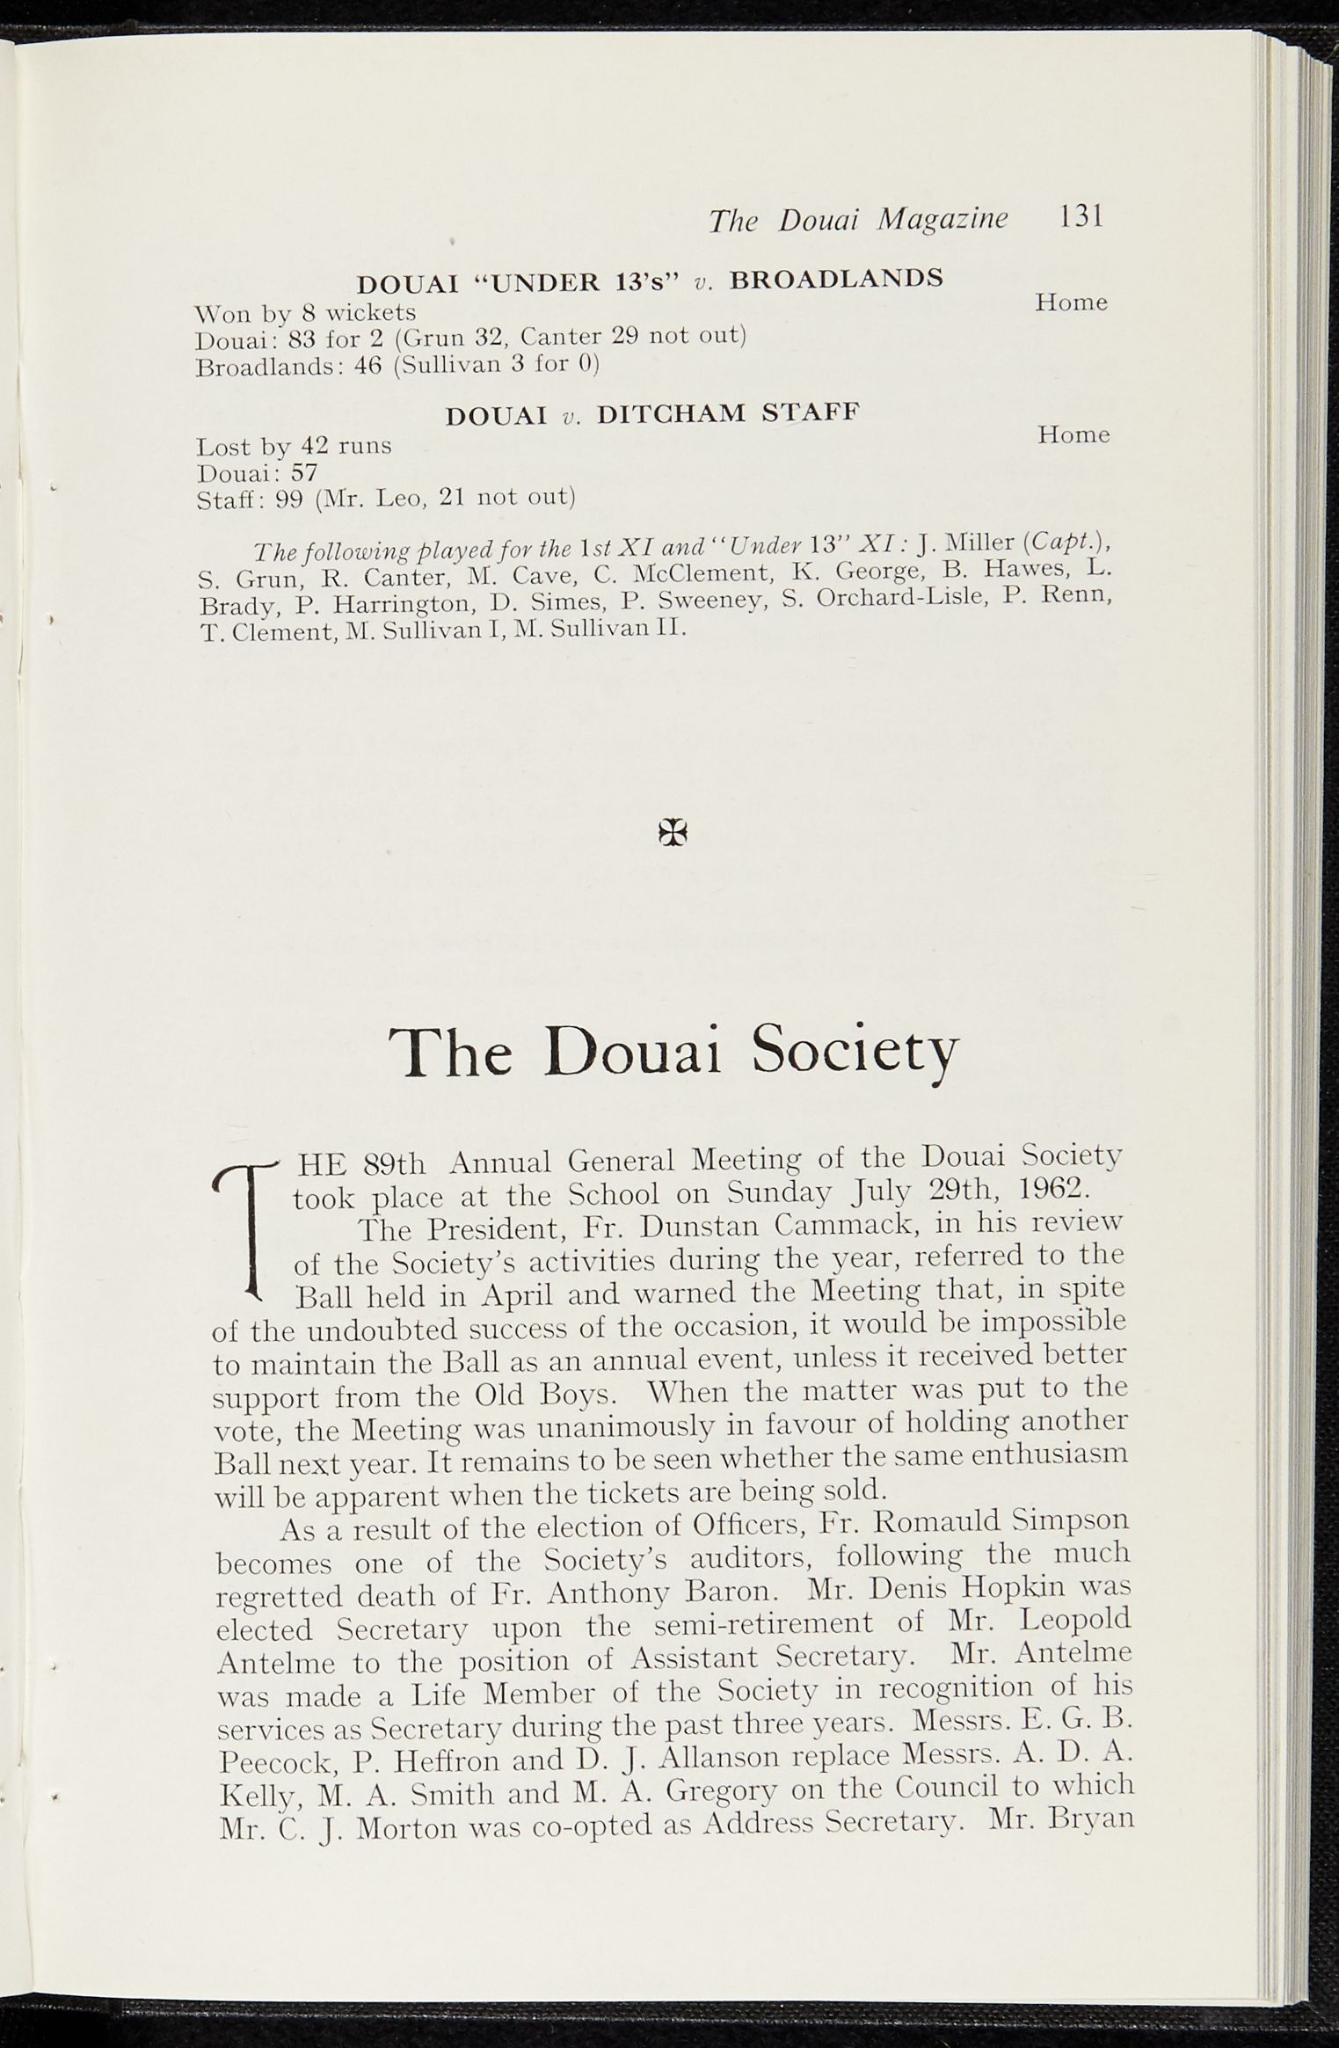 The Douai Magazine 131
DOUAI “UNDER 13’s” v. BROADLANDS
Won by 8 wickets Home
Douai: 83 for 2 (Grun 32, Canter 29 not out)
Broadlands: 46 (Sullivan 3 for 0)
DOUAI v. DITCHAM STAFF
Lost by 42 runs Home
Douai: 57
Staff: 99 (Mr. Leo, 21 not out)
The following played for the 1st XI and “Under 13” XI: J. Miller (Capt.),
S. Grun, R. Canter, M. Cave, C. McClement, K. George, B. Hawes, L.
Brady, P. Harrington, D. Simes, P. Sweeney, S. Orchard-Lisle, P. Renn,
T. Clement, M. Sullivan I, M. Sullivan II.
The Douai Society
THE 89th Annual General Meeting of the Douai Society
took place at the School on Sunday July 29th, 1962.
The President, Fr. Dunstan Cammack, in his review
of the Society’s activities during the year, referred to the
Ball held in April and warned the Meeting that, in spite
of the undoubted success of the occasion, it would be impossible
to maintain the Ball as an annual event, unless it received better
support from the Old Boys. When the matter was put to the
vote, the Meeting was unanimously in favour of holding another
Ball next year. It remains to be seen whether the same enthusiasm
will be apparent when the tickets are being sold.
As a result of the election of Officers, Fr. Romauld Simpson
becomes one of the Society’s auditors, following the much
regretted death of Fr. Anthony Baron. Mr. Denis Hopkin was
elected Secretary upon the semi-retirement of Mr. Leopold
Antelme to the position of Assistant Secretary. Mr. Antelme
was made a Life Member of the Society in recognition of his
services as Secretary during the past three years. Messrs. E. G. B.
Peecock, P. Heffron and D. J. Allanson replace Messrs. A. D. A.
Kelly, M. A. Smith and M. A. Gregory on the Council to which
Mr. C. J. Morton was co-opted as Address Secretary. Mr. Bryan